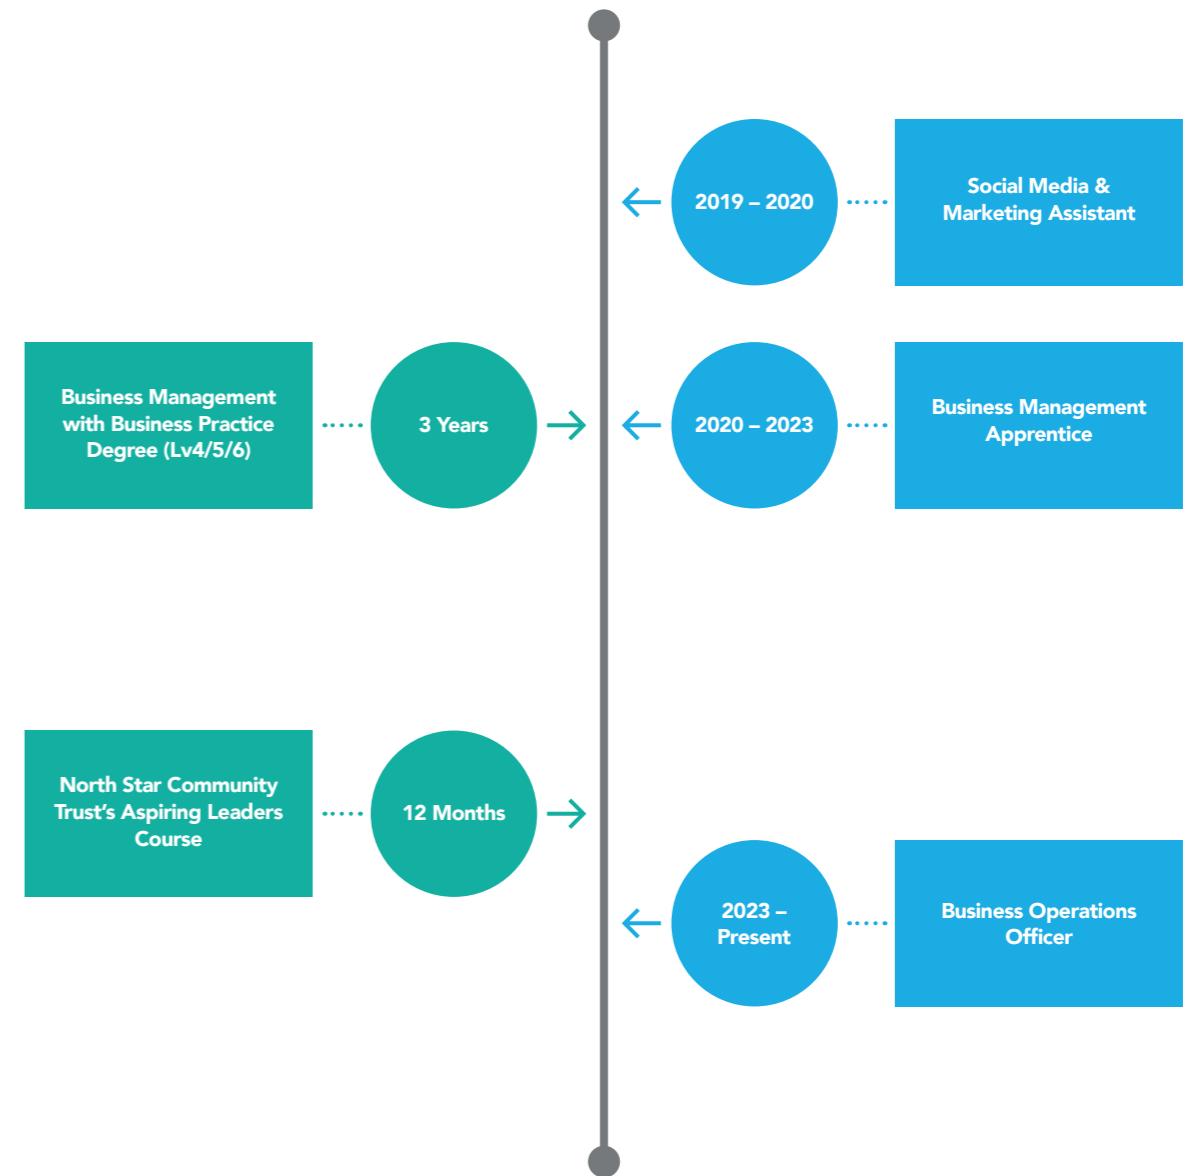 2019 – 2020
Social Media &
Marketing Assistant
Business Management
with Business Practice
Degree (Lv4/5/6)
3 Years
2020 – 2023
Business Management
Apprentice
North Star Community
Trust’s Aspiring Leaders
Course
12 Months
2023 –
Present
Business Operations
Officer